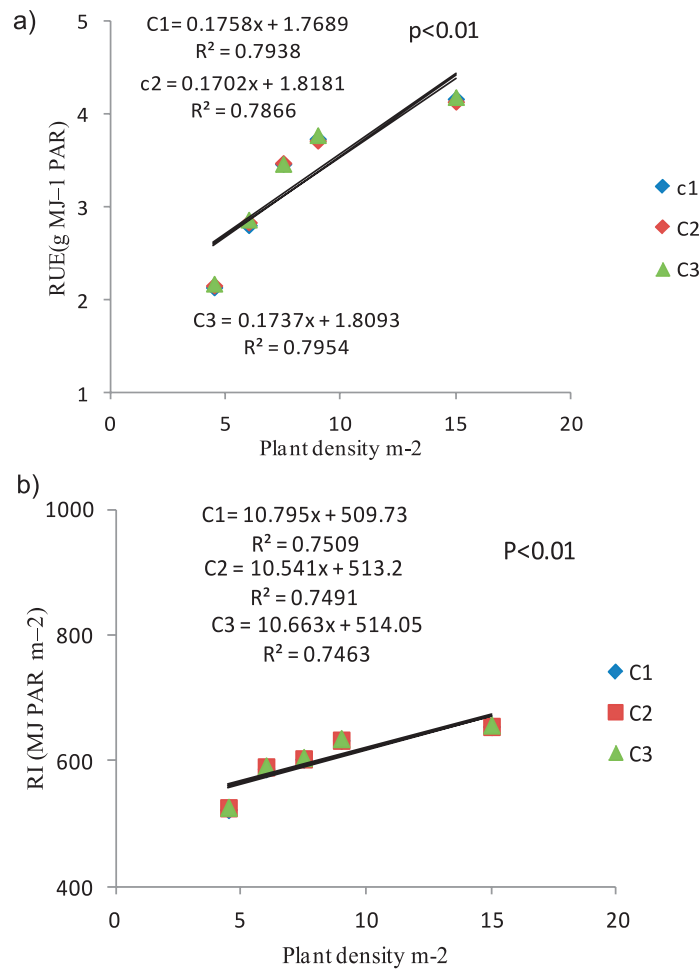 a)
C1= 0.1758x + 1.7689
R² = 0.7938
p<0.01
c2 = 0.1702x + 1.8181
R² = 0.7866
C3 = 0.1737x + 1.8093
R² = 0.7954
RUE(g MJ–1 PAR)
5
4
3
2
1
0
5
10
15
20
Plant density m-2
c1
C2
C3
b)
C1= 10.795x + 509.73
R² = 0.7509
P<0.01
C2 = 10.541x + 513.2
R² = 0.7491
C3 = 10.663x + 514.05
R² = 0.7463
RI (MJ PAR m–2)
1000
800
600
400
0
5
10
15
20
Plant density m-2
C1
C2
C3